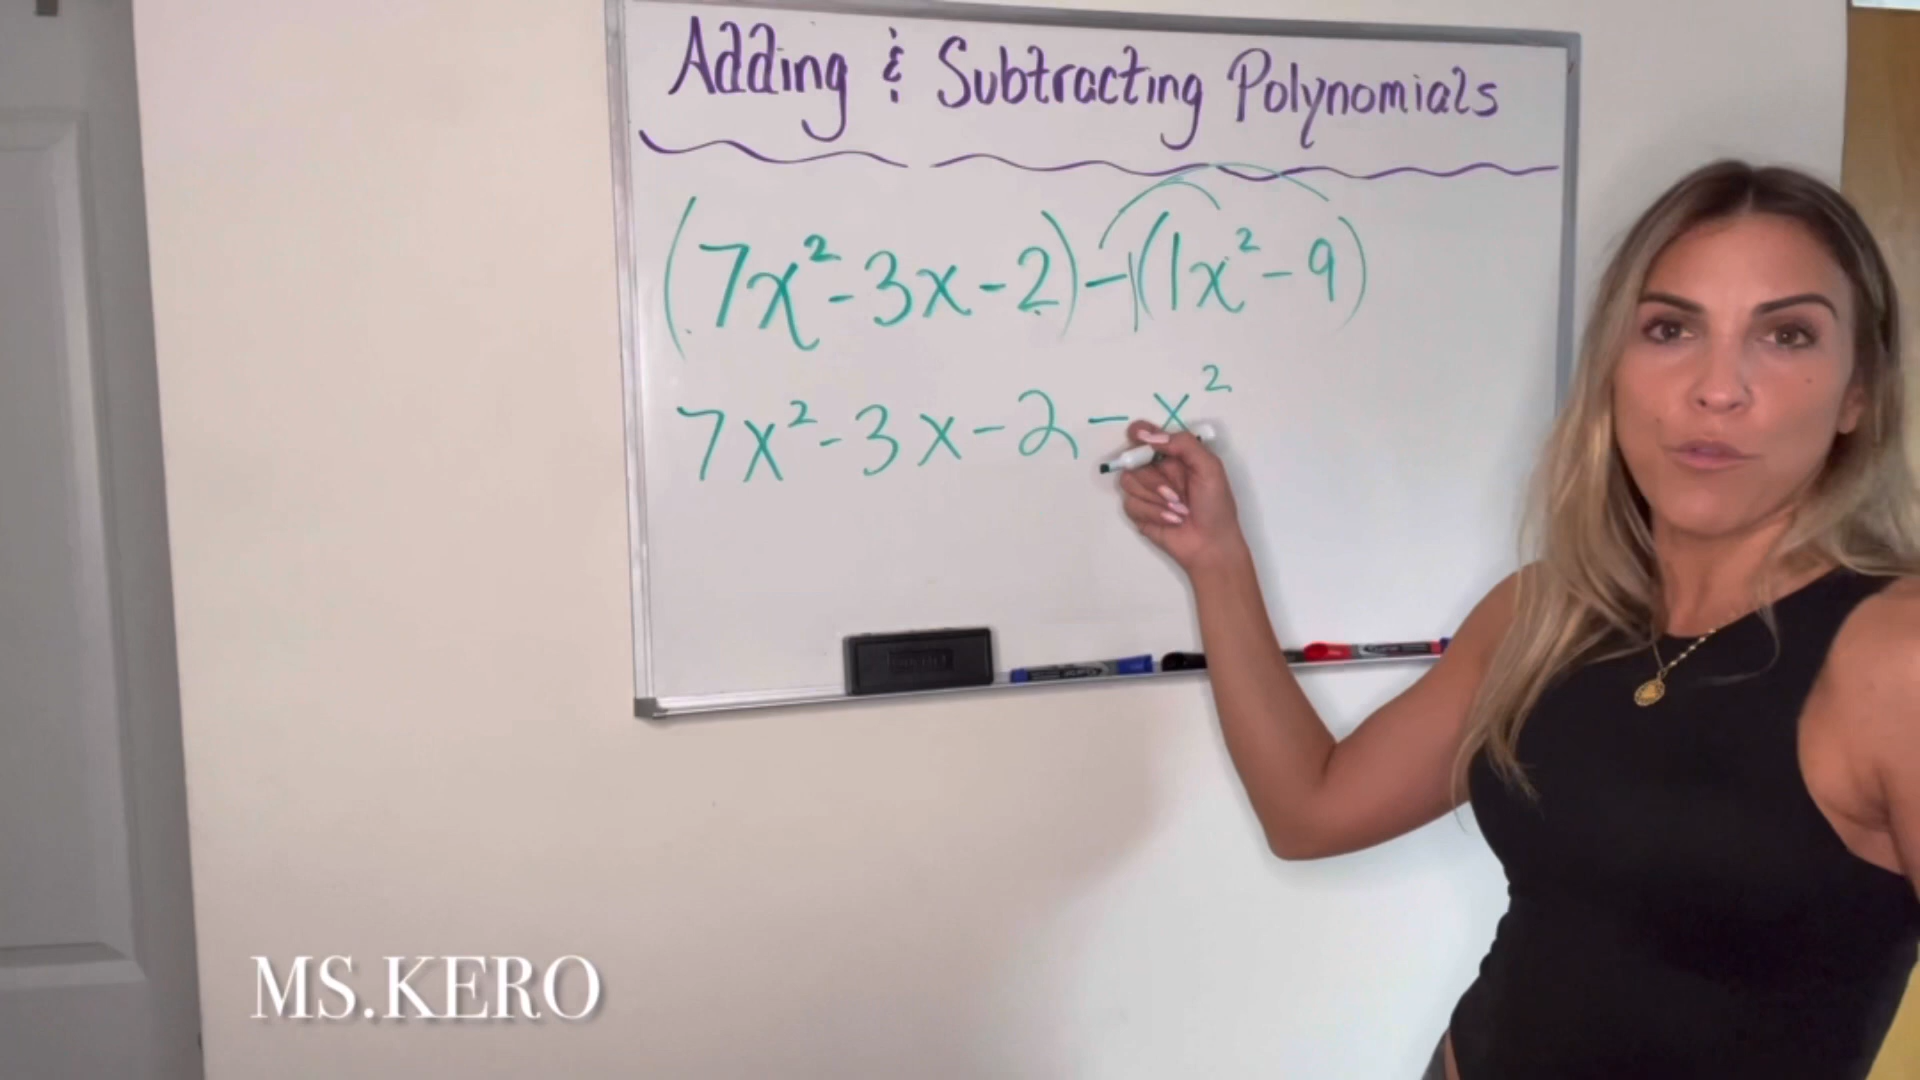 Adding & Subtracting Polynomials
(7x²-3x-2)-1(1x²-9)
7x²-3x-2-x²
MS.KERO